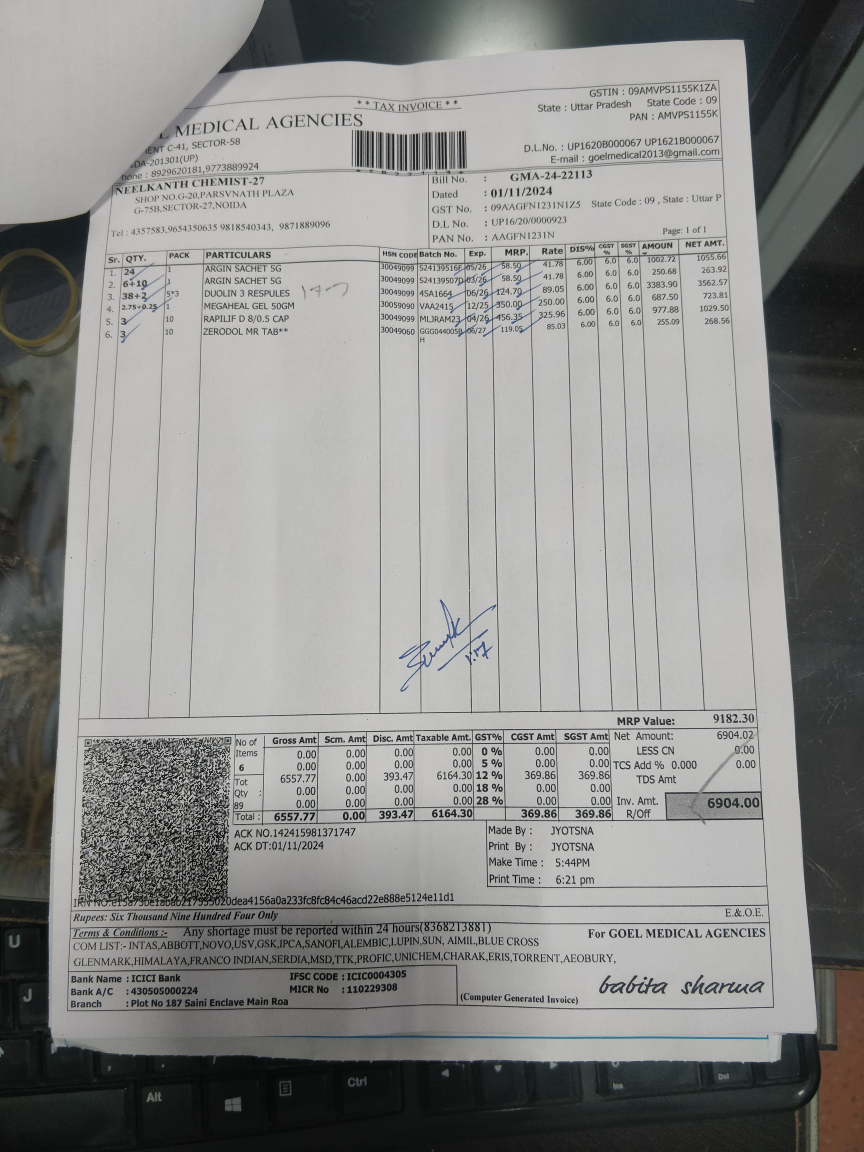 * * TAX INVOICE * *
GSTIN : 09AMVPS1155K1ZA
State : Uttar Pradesh State Code : 09
PAN : AMVPS1155K
L MEDICAL AGENCIES
ENT C-41, SECTOR-58
DA-201301(UP)
hone : 8929620181,9773889924
D.L.No. : UP1620B000067 UP1621B000067
E-mail : goelmedical2013@gmail.com
NEELKANTH CHEMIST-27
SHOP NO.G-20,PARSVNATH PLAZA
G-75B,SECTOR-27,NOIDA
Tel : 4357583,9654350635 9818540343, 9871889096
Bill No. : GMA-24-22113
Dated : 01/11/2024
GST No. : 09AAGFN1231N1Z5 State Code : 09 , State : Uttar P
D.L No. : UP16/20/0000923
PAN No. : AAGFN1231N
Page: 1 of 1
Sr. QTY. PACK PARTICULARS HSN CODE Batch No. Exp. MRP. Rate DIS% CGST % SGST % AMOUN NET AMT.
1. 24 1 ARGIN SACHET 5G 30049099 S24139516F 05/26 58.50 41.78 6.00 6.0 6.0 1002.72 1055.66
2. 6+10 1 ARGIN SACHET 5G 30049099 S24139507D 03/26 58.50 41.78 6.00 6.0 6.0 250.68 263.92
3. 38+2 5*3 DUOLIN 3 RESPULES 30049099 4SA1664 06/26 124.70 89.05 6.00 6.0 6.0 3383.90 3562.57
4. 2.75+0.25 1 MEGAHEAL GEL 50GM 30059090 VAA2415 12/25 350.00 250.00 6.00 6.0 6.0 687.50 723.81
5. 3 10 RAPILIF D 8/0.5 CAP 30049099 MLJRAM23 04/26 456.35 325.96 6.00 6.0 6.0 977.88 1029.50
6. 3 10 ZERODOL MR TAB** 30049060 GGG044005B 06/27 119.05 85.03 6.00 6.0 6.0 255.09 268.56
H
MRP Value: 9182.30
No of Items 6
Tot Qty : 89
Gross Amt Scm. Amt Disc. Amt Taxable Amt. GST% CGST Amt SGST Amt
0.00 0.00 0.00 0.00 0 % 0.00 0.00
0.00 0.00 0.00 0.00 5 % 0.00 0.00
6557.77 0.00 393.47 6164.30 12 % 369.86 369.86
0.00 0.00 0.00 0.00 18 % 0.00 0.00
0.00 0.00 0.00 0.00 28 % 0.00 0.00
Total : 6557.77 0.00 393.47 6164.30 369.86 369.86
Net Amount: 6904.02
LESS CN 0.00
TCS Add % 0.000 0.00
TDS Amt
Inv. Amt. 6904.00
R/Off
ACK NO.142415981371747
ACK DT:01/11/2024
Made By : JYOTSNA
Print By : JYOTSNA
Make Time : 5:44PM
Print Time : 6:21 pm
Rupees: Six Thousand Nine Hundred Four Only
E.& O.E.
Terms & Conditions :- Any shortage must be reported within 24 hours(8368213881)
COM LIST:- INTAS,ABBOTT,NOVO,USV,GSK,IPCA,SANOFI,ALEMBIC,LUPIN,SUN, AIMIL,BLUE CROSS
GLENMARK,HIMALAYA,FRANCO INDIAN,SERDIA,MSD,TTK,PROFIC,UNICHEM,CHARAK,ERIS,TORRENT,AEOBURY,
For GOEL MEDICAL AGENCIES
Bank Name : ICICI Bank IFSC CODE : ICIC0004305
Bank A/C : 430505000224 MICR No : 110229308
Branch : Plot No 187 Saini Enclave Main Roa
(Computer Generated Invoice)
babita sharma
U
J
Alt
Ctrl
Ins
Del